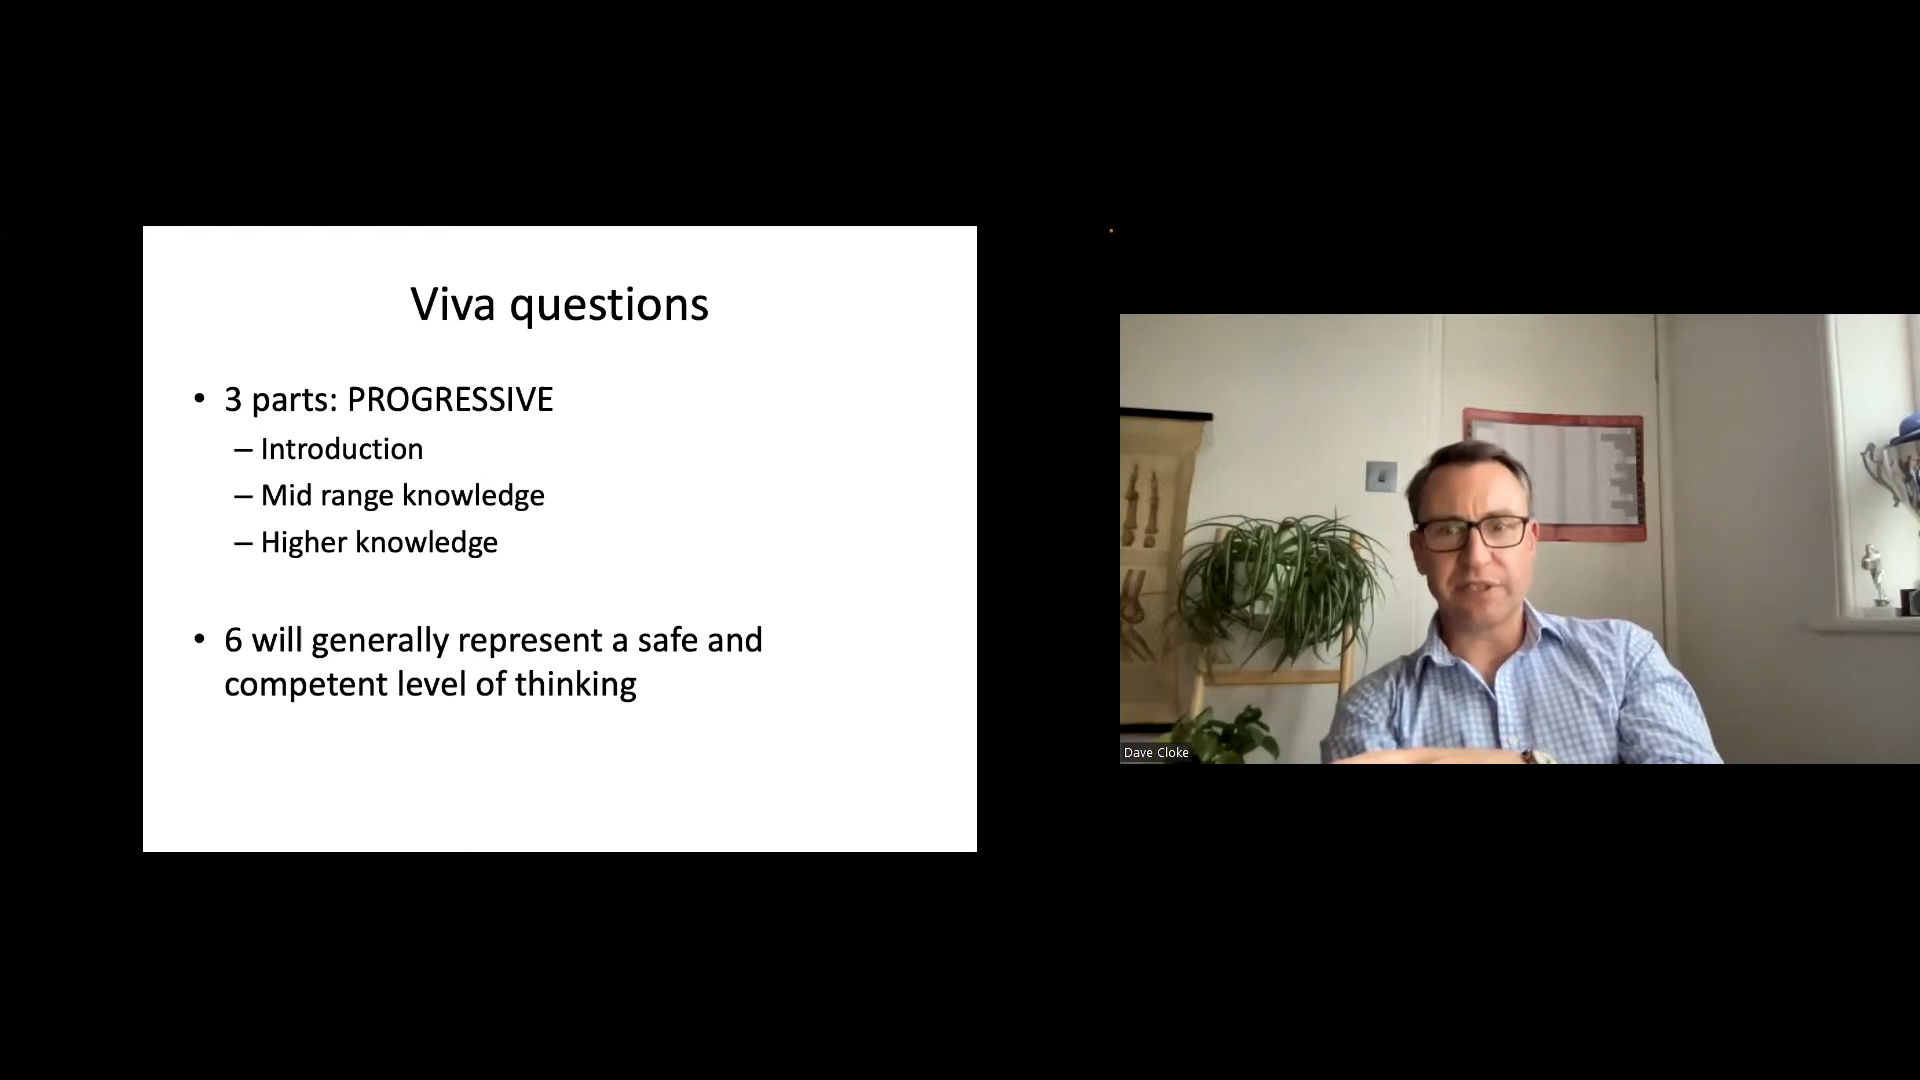 Viva questions
• 3 parts: PROGRESSIVE
– Introduction
– Mid range knowledge
– Higher knowledge
• 6 will generally represent a safe and
competent level of thinking
Dave Cloke